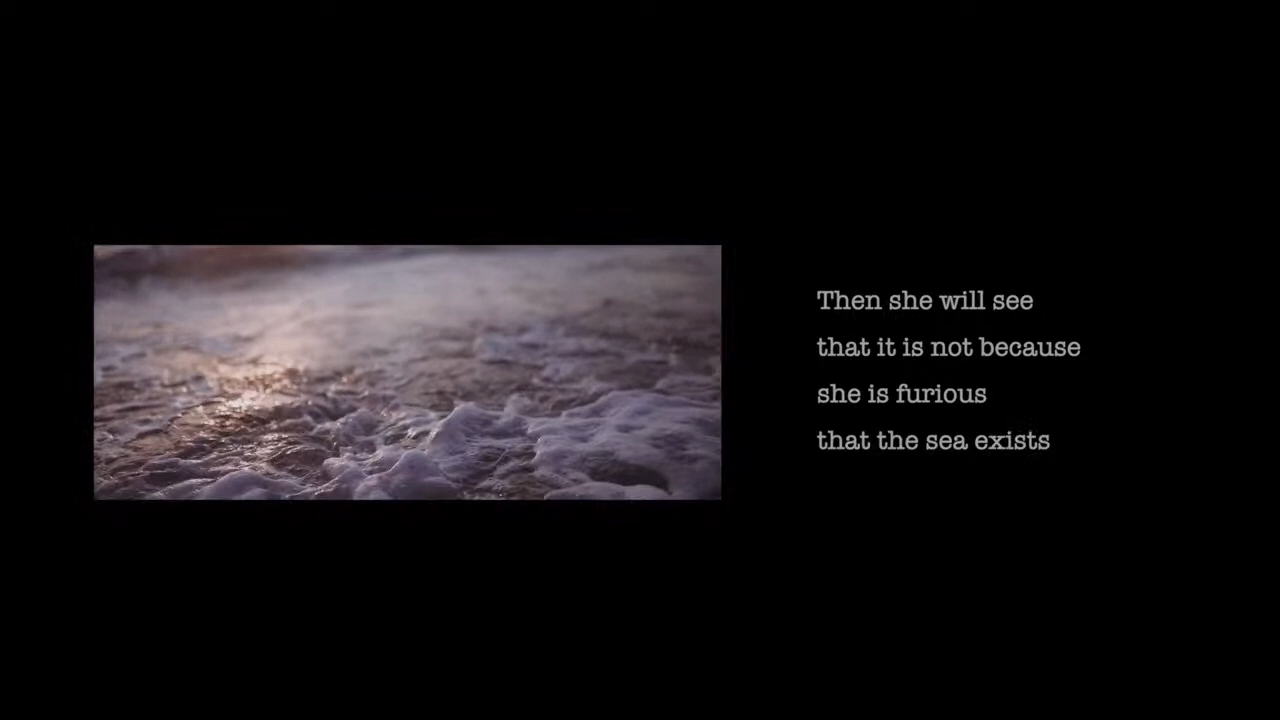 Then she will see
that it is not because
she is furious
that the sea exists